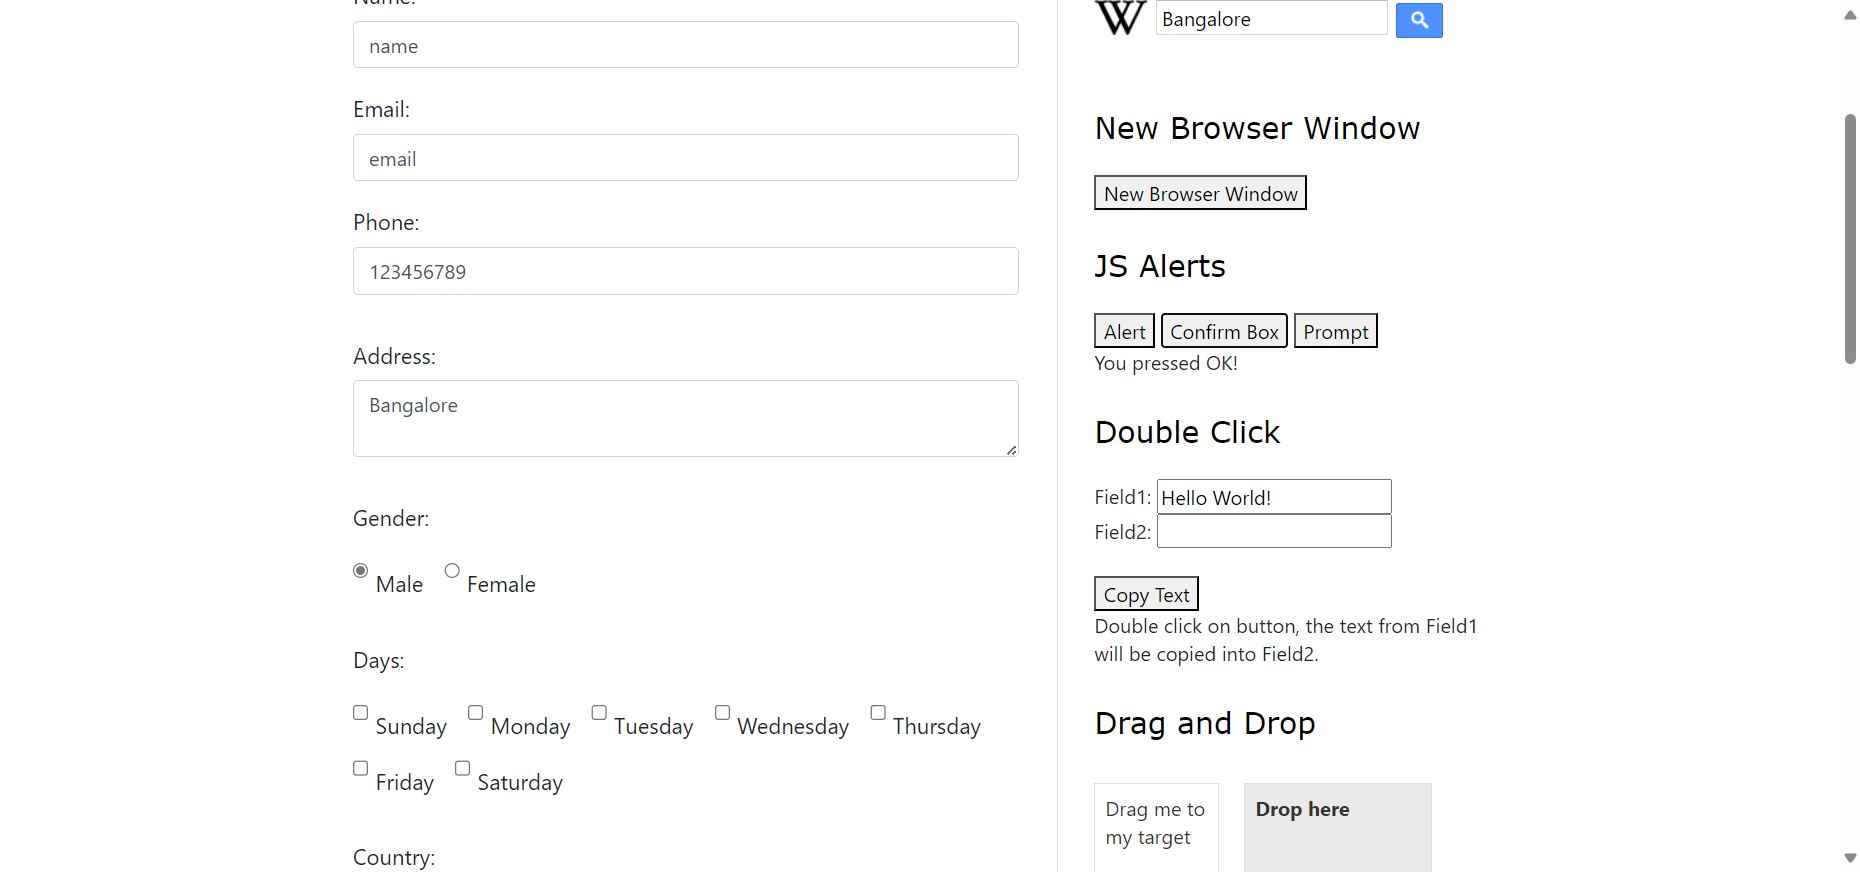 Name:
name
Email:
email
Phone:
123456789
Address:
Bangalore
Gender:
Male Female
Days:
Sunday Monday Tuesday Wednesday Thursday
Friday Saturday
Country:
W Bangalore
New Browser Window
New Browser Window
JS Alerts
Alert Confirm Box Prompt
You pressed OK!
Double Click
Field1: Hello World!
Field2:
Copy Text
Double click on button, the text from Field1
will be copied into Field2.
Drag and Drop
Drag me to
my target
Drop here